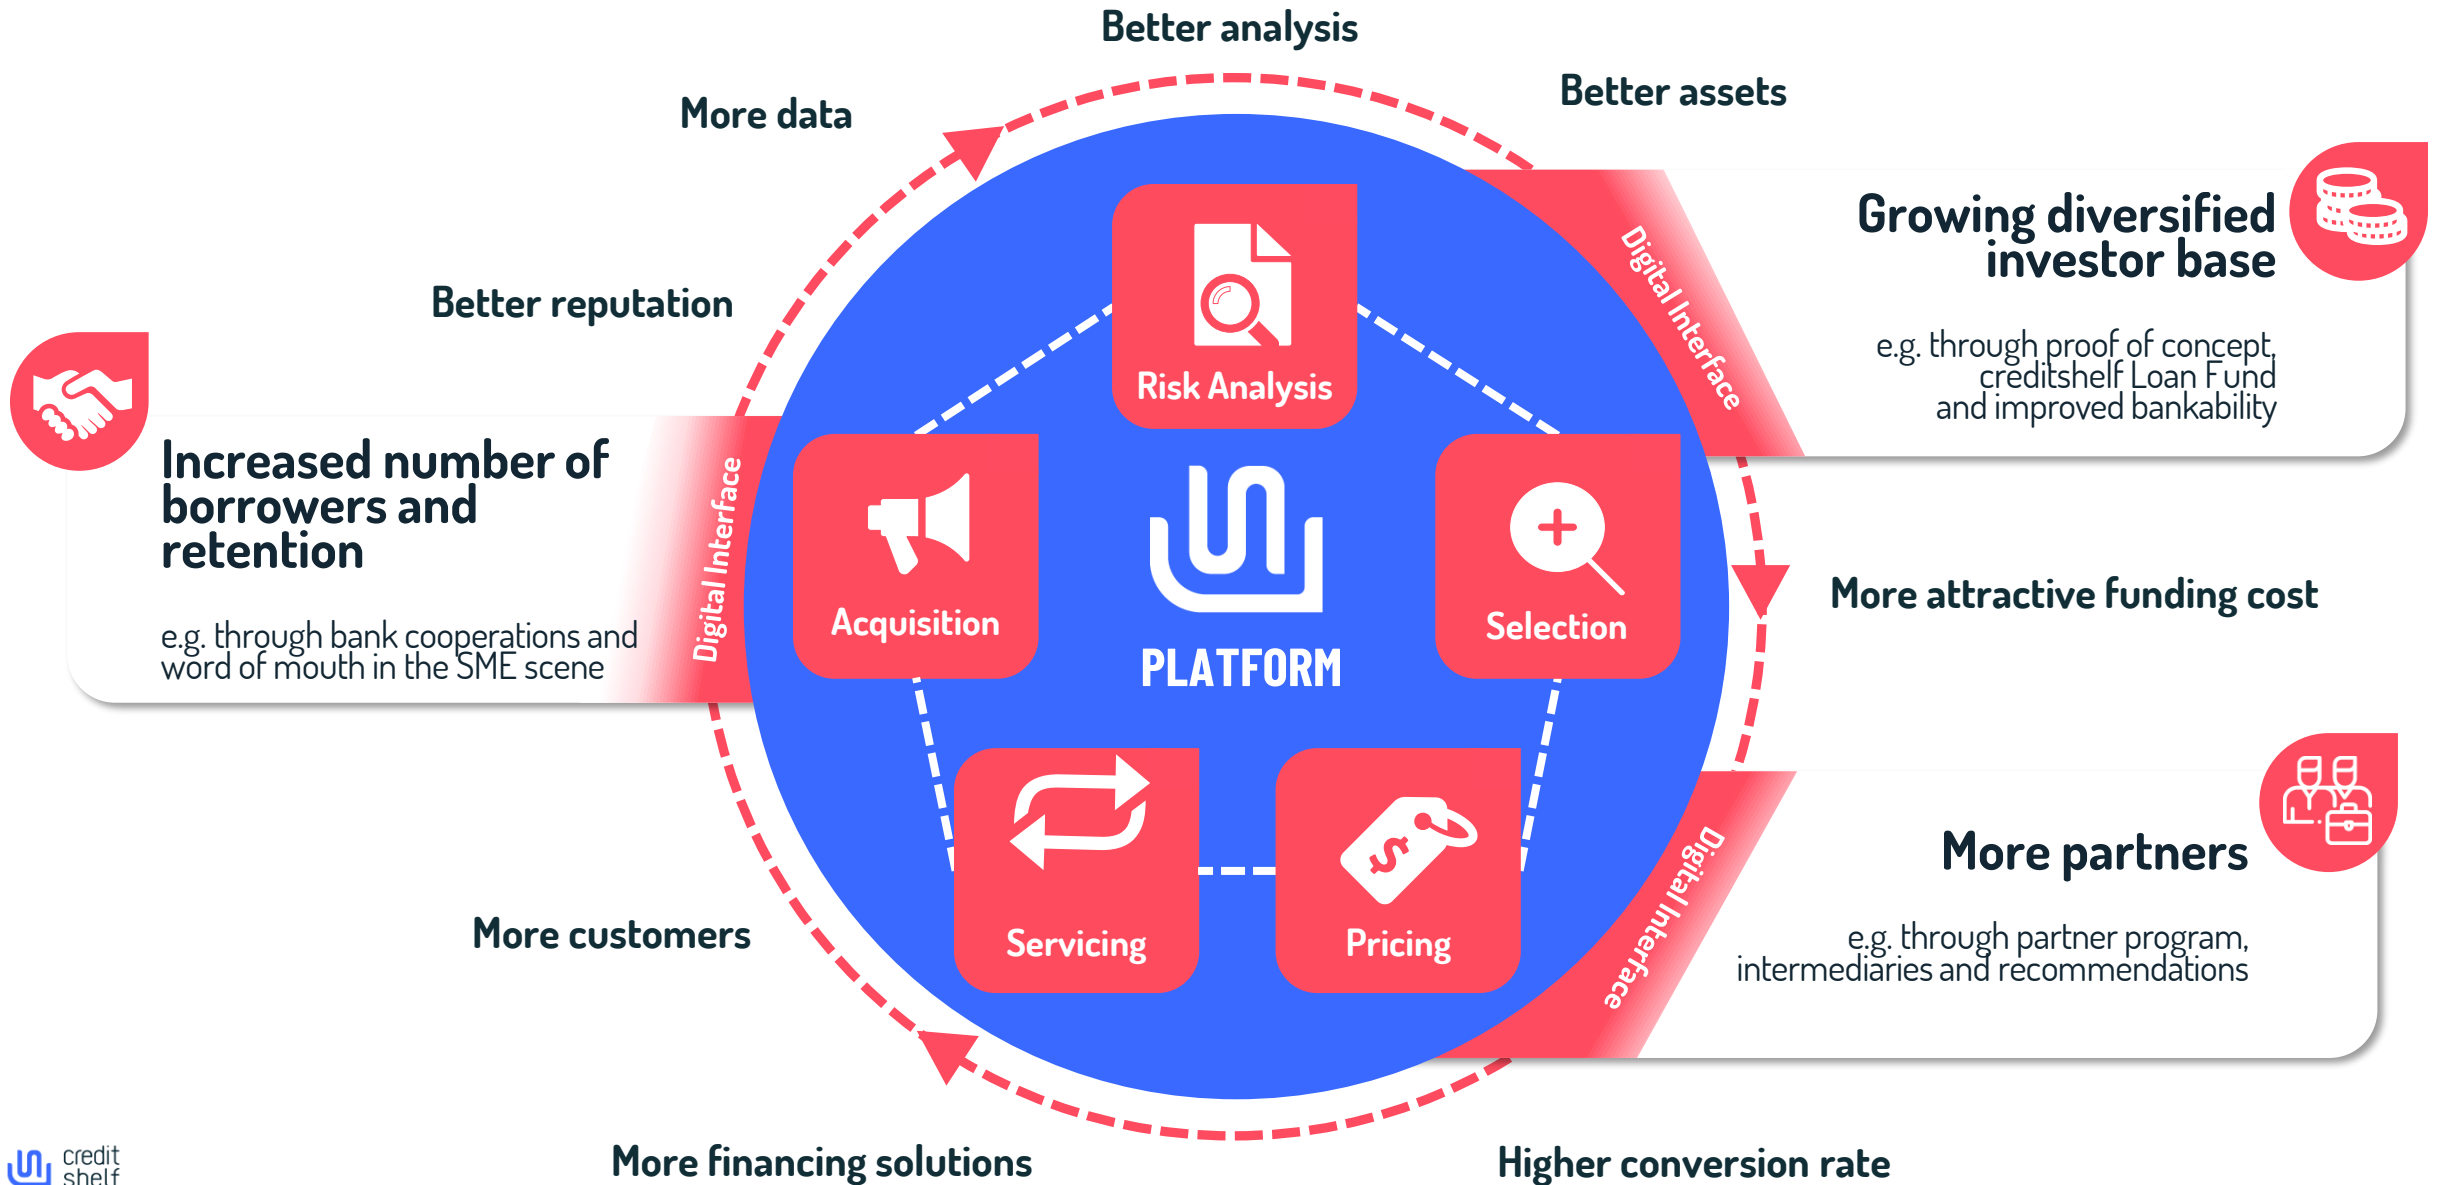 Better analysis
Better assets
More data
Better reputation
Growing diversified
investor base
e.g. through proof of concept,
creditshelf Loan Fund
and improved bankability
Digital Interface
Risk Analysis
Increased number of
borrowers and
retention
e.g. through bank cooperations and
word of mouth in the SME scene
Digital Interface
Acquisition
Selection
PLATFORM
More attractive funding cost
Servicing
Pricing
Digital Interface
More partners
e.g. through partner program,
intermediaries and recommendations
More customers
More financing solutions
Higher conversion rate
credit
shelf